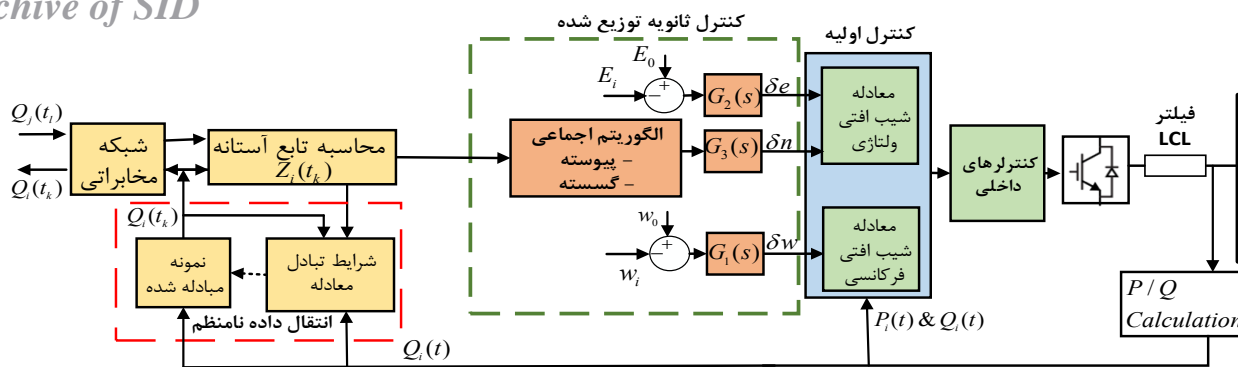 chive of SID
کنترل ثانویه توزیع شده
کنترل اولیه
E_0
E_i
G_2(s)
δe
معادله
شیب افتی
ولتاژی
Q_j(t_l)
Q_i(t_k)
شبکه
مخابراتی
محاسبه تابع آستانه
Z_i(t_k)
الگوریتم اجماعی
- پیوسته
- گسسته
G_3(s)
δn
کنترلرهای
داخلی
فیلتر
LCL
Q_i(t_k)
نمونه
مبادله شده
شرایط تبادل
معادله
انتقال داده نامنظم
w_0
w_i
G_1(s)
δw
معادله
شیب افتی
فرکانسی
P_i(t) & Q_i(t)
Q_i(t)
P / Q
Calculation
+
−
+
−